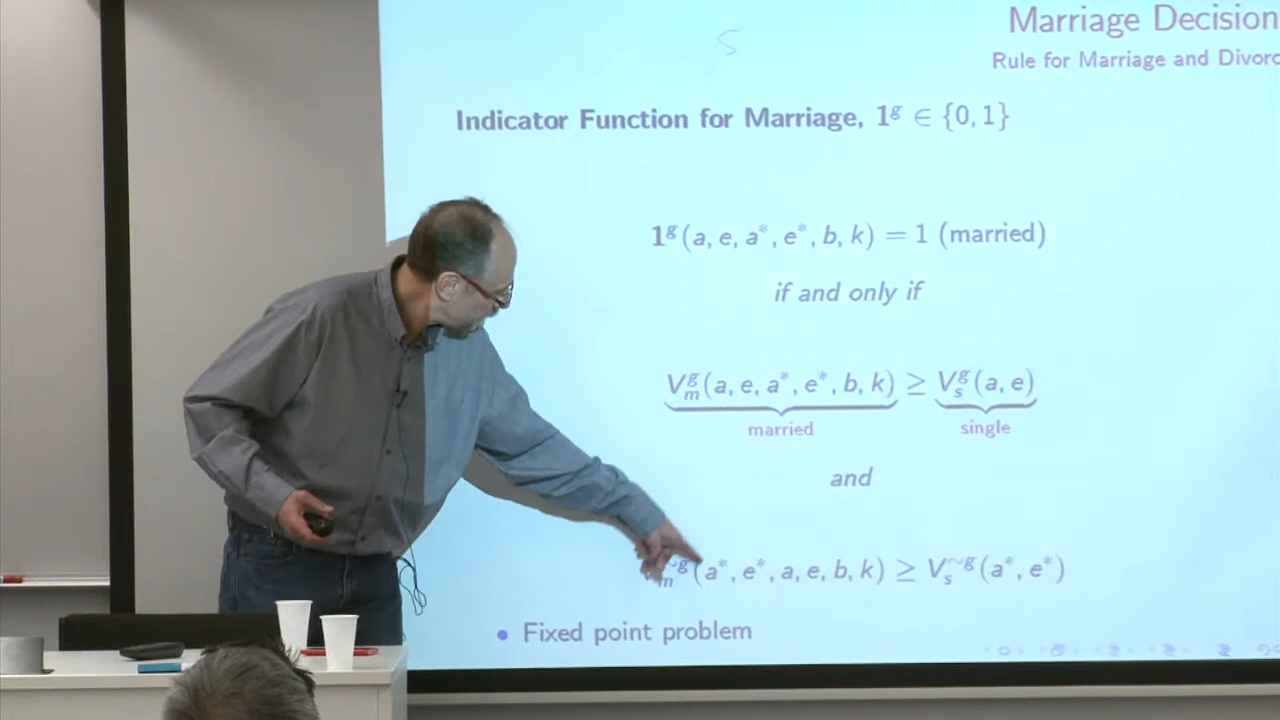 Marriage Decision
Rule for Marriage and Divorc
S
Indicator Function for Marriage, 1^g ∈ {0, 1}
1^g(a, e, a*, e*, b, k) = 1 (married)
if and only if
V_m^g(a, e, a*, e*, b, k) ≥ V_s^g(a, e)
married single
and
_m^~g(a*, e*, a, e, b, k) ≥ V_s^~g(a*, e*)
• Fixed point problem